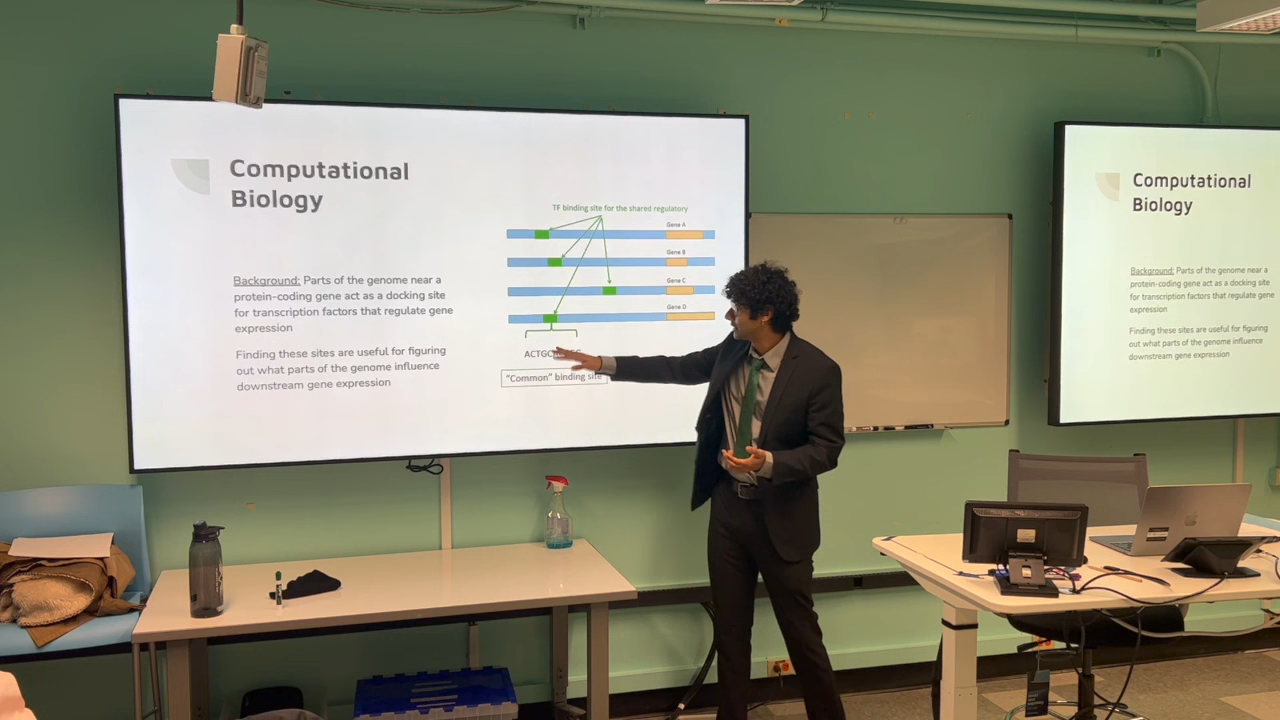 Computational
Biology
Background: Parts of the genome near a
protein-coding gene act as a docking site
for transcription factors that regulate gene
expression
Finding these sites are useful for figuring
out what parts of the genome influence
downstream gene expression
TF binding site for the shared regulatory
Gene A
Gene B
Gene C
Gene D
"Common" binding site
Computational
Biology
Background: Parts of the genome near a
protein-coding gene act as a docking site
for transcription factors that regulate gene
expression
Finding these sites are useful for figuring
out what parts of the genome influence
downstream gene expression